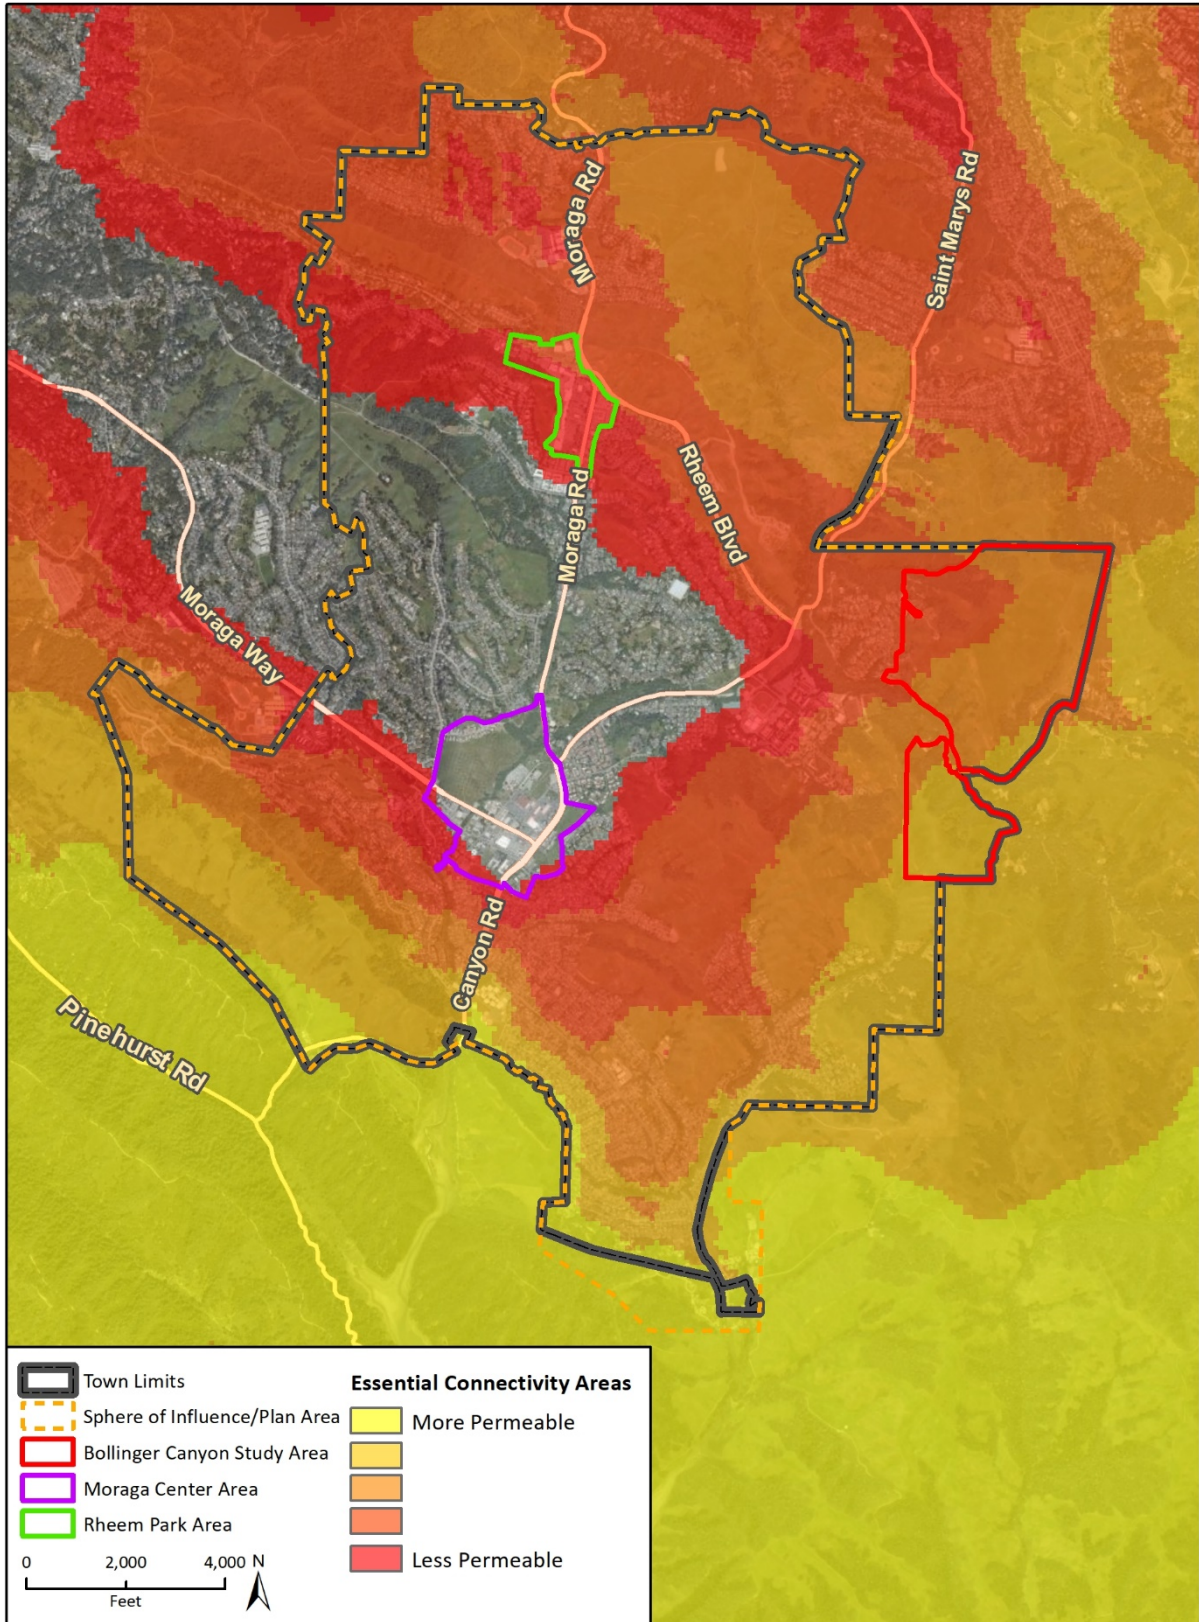 Moraga Rd
Saint Marys Rd
Rheem Blvd
Moraga Rd
Moraga Way
Canyon Rd
Pinehurst Rd
Town Limits
Sphere of Influence/Plan Area
Bollinger Canyon Study Area
Moraga Center Area
Rheem Park Area
0 2,000 4,000 N
Feet
Essential Connectivity Areas
More Permeable
Less Permeable